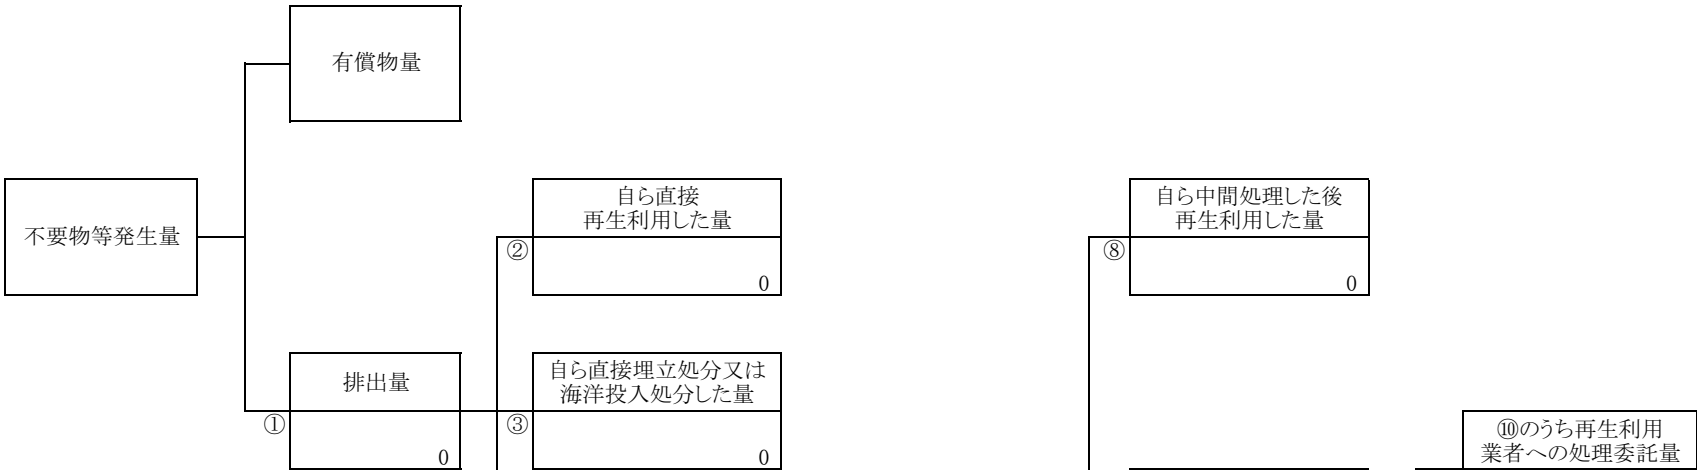 有償物量
不要物等発生量
自ら直接
再生利用した量
②
0
自ら中間処理した後
再生利用した量
⑧
0
排出量
①
0
自ら直接埋立処分又は
海洋投入処分した量
③
0
⑩のうち再生利用
業者への処理委託量